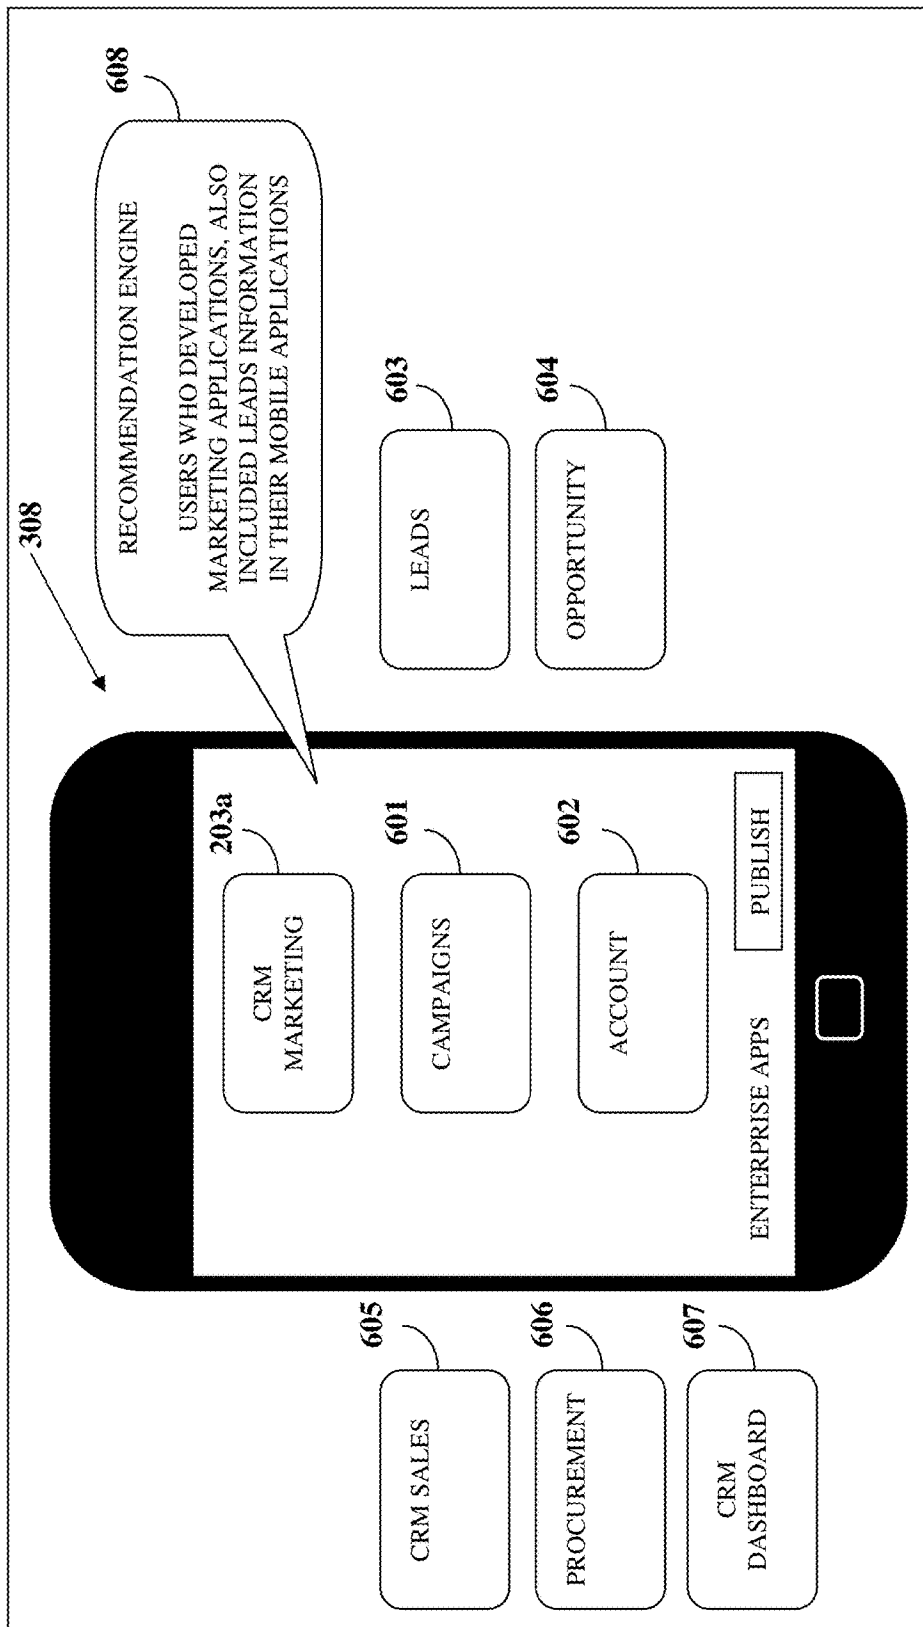 308
608
RECOMMENDATION ENGINE
USERS WHO DEVELOPED
MARKETING APPLICATIONS, ALSO
INCLUDED LEADS INFORMATION
IN THEIR MOBILE APPLICATIONS
203a
CRM
MARKETING
605
CRM SALES
601
CAMPAIGNS
603
LEADS
606
PROCUREMENT
602
ACCOUNT
604
OPPORTUNITY
607
CRM
DASHBOARD
ENTERPRISE APPS
PUBLISH